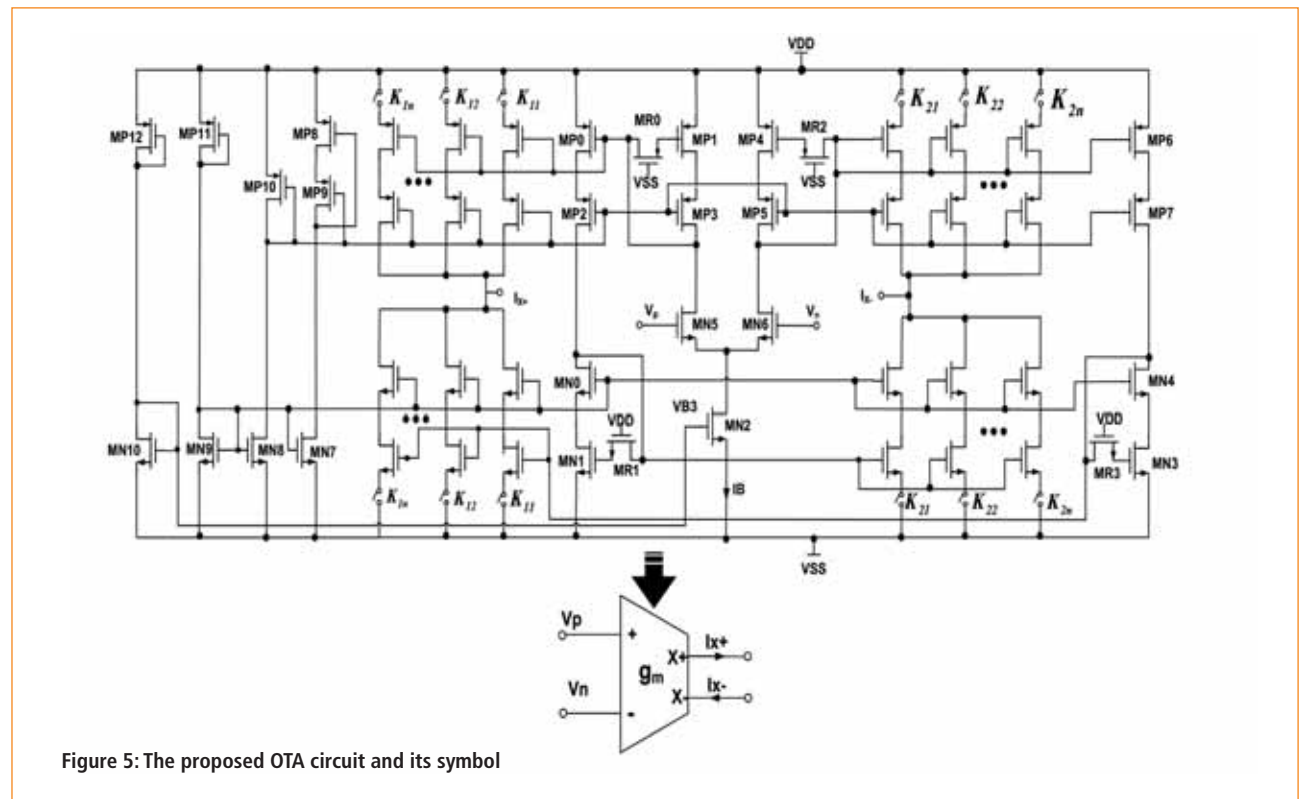 VDD
K1n
K12
K11
K21
K22
K2n
MP12
MP11
MP8
MP0
MR0
MP1
MP4
MR2
MP6
VSS
VSS
MP10
MP9
MP2
MP3
MP5
MP7
Ix+
Ix-
MN5
MN6
MN0
VB3
MN2
MN4
VDD
VDD
MN10
MN9
MN8
MN7
MN1
MR1
MR3
MN3
IB
K1n
K12
K11
K21
K22
K2n
VSS
Vp
+
X+
Ix+
gm
Vn
-
X-
Ix-
Figure 5: The proposed OTA circuit and its symbol